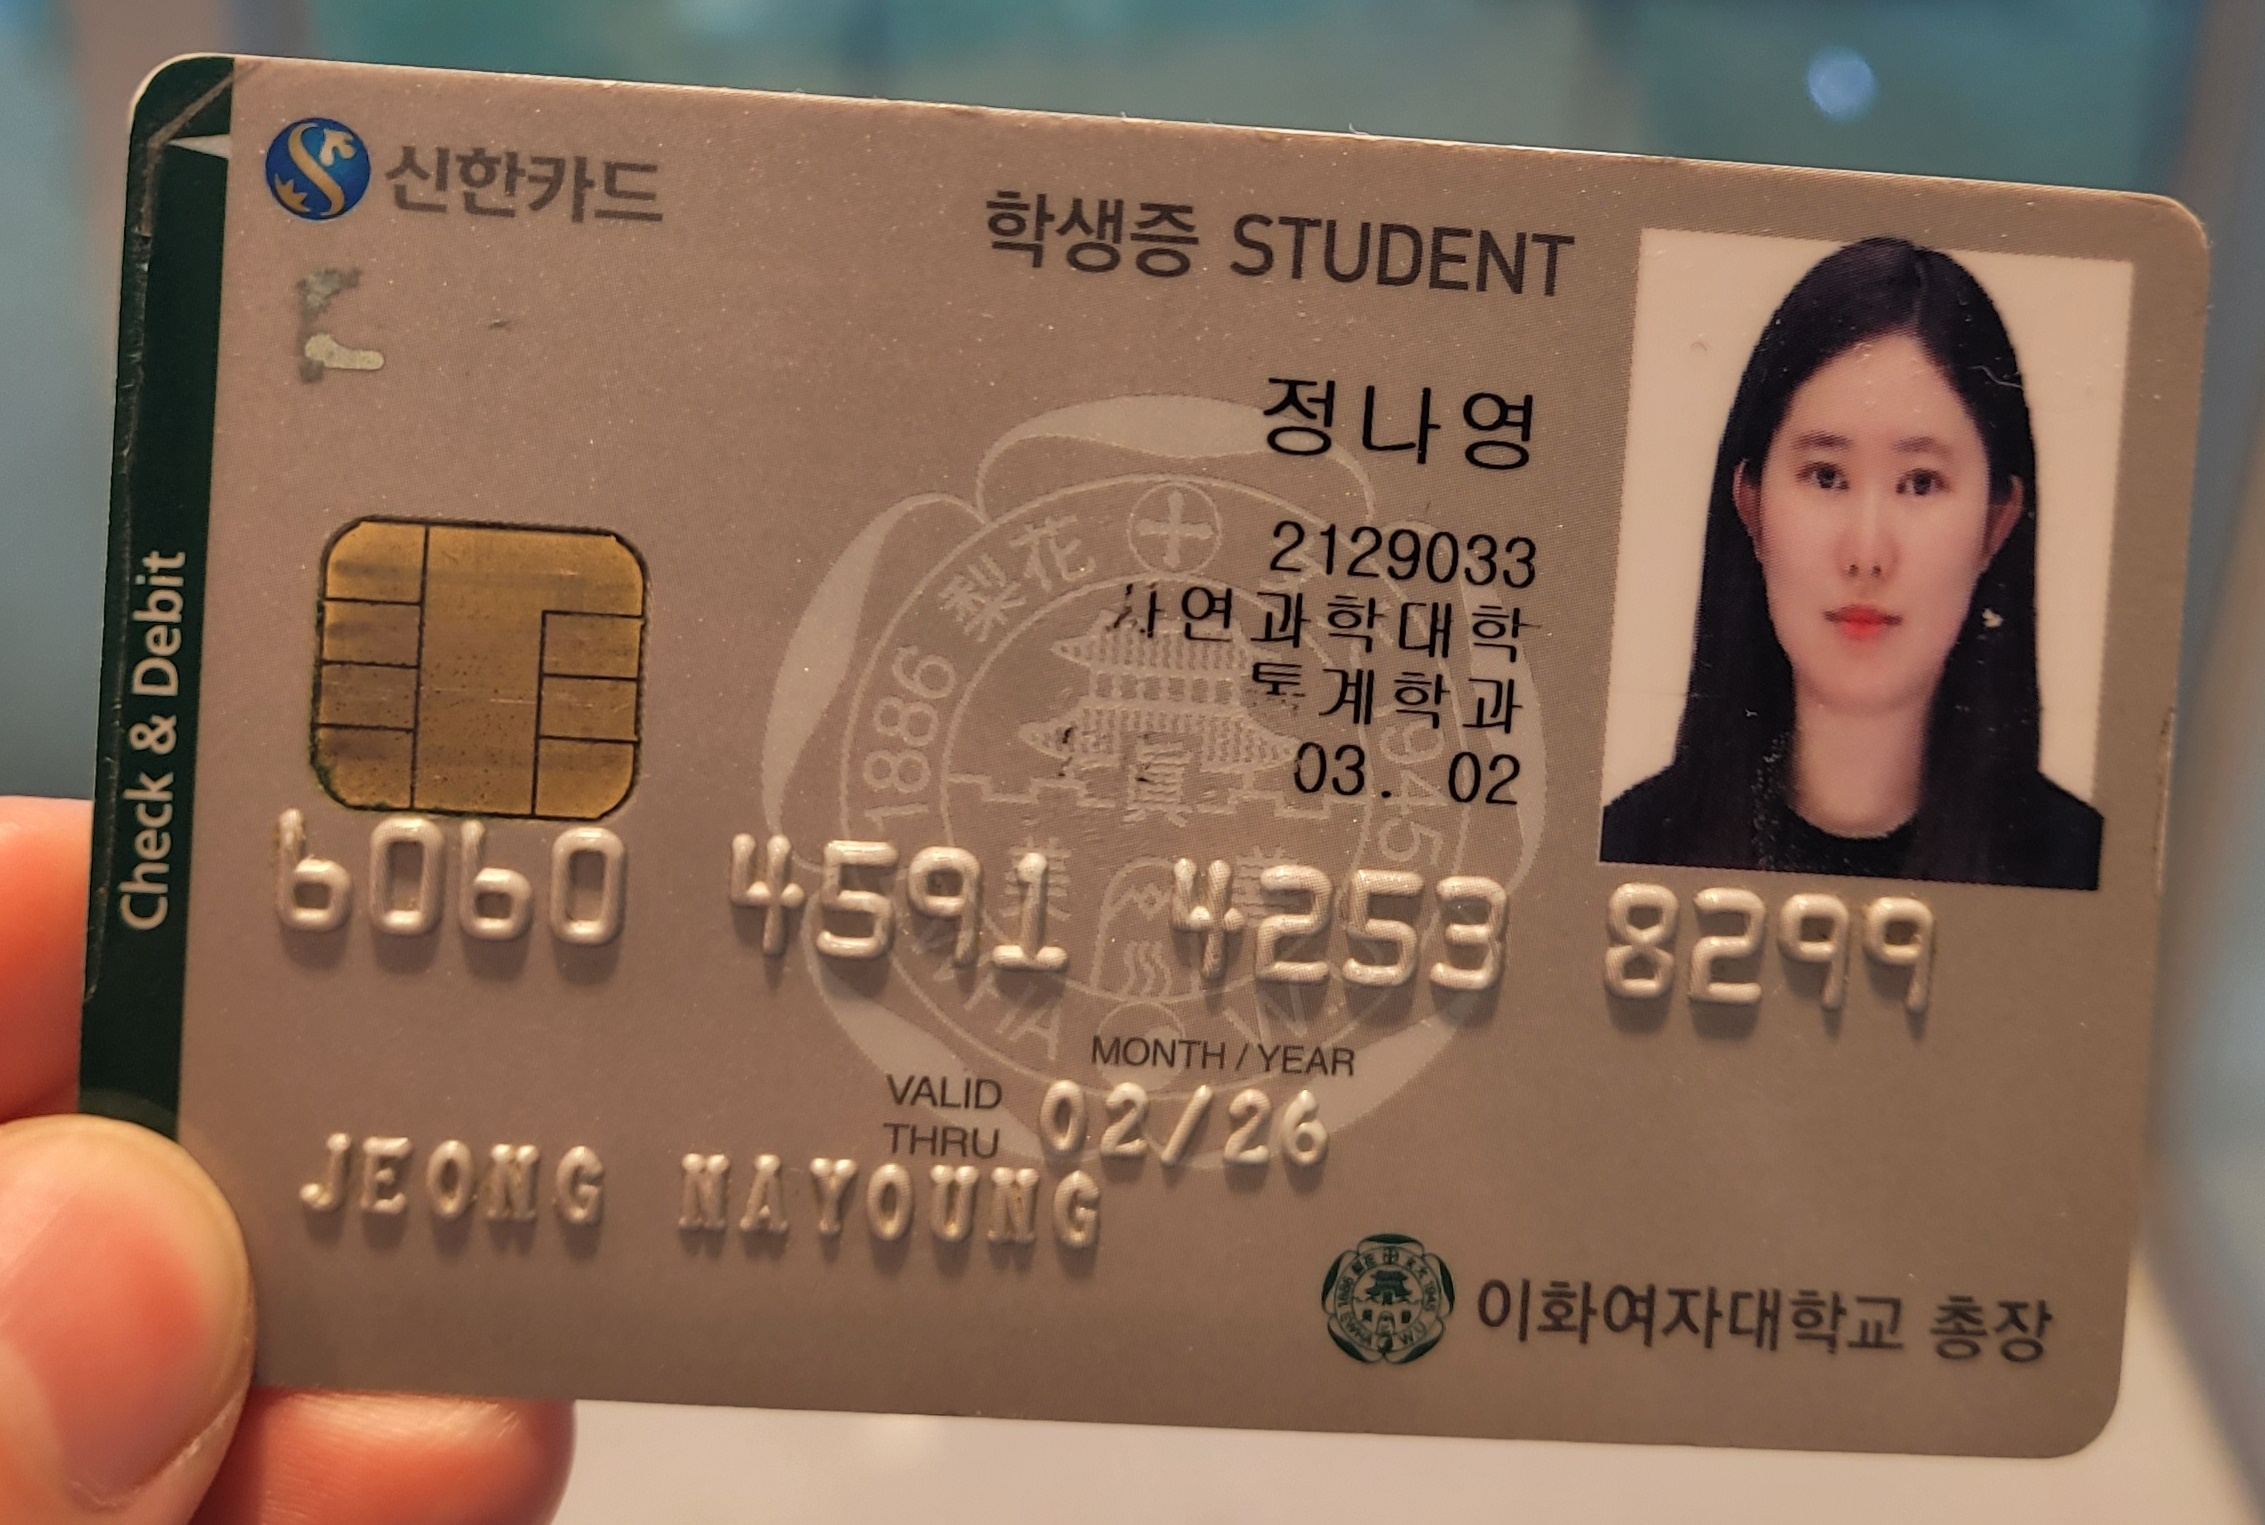 신한카드
학생증 STUDENT
정나영
2129033
자연과학대학
통계학과
03. 02
Check & Debit
1886 梨花 1945
眞
EWHA W.
6060 4591 4253 8299
MONTH / YEAR
VALID THRU 02/26
JEONG NAYOUNG
이화여자대학교 총장